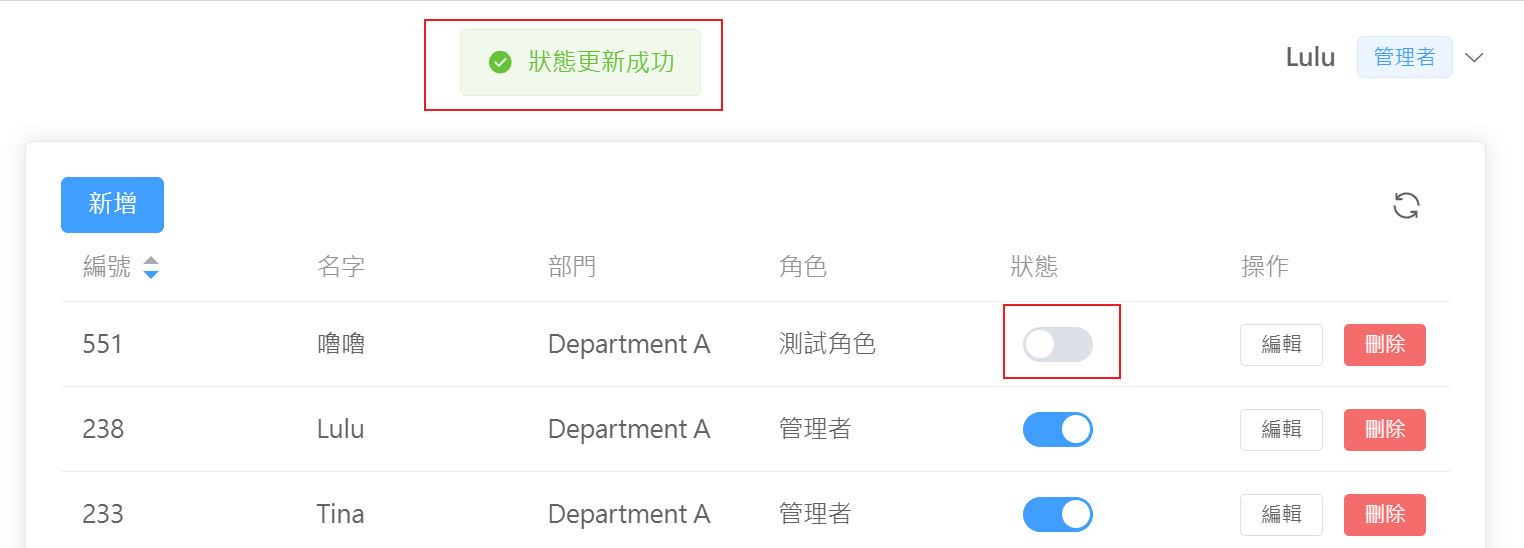 狀態更新成功
Lulu 管理者
新增
編號 名字 部門 角色 狀態 操作
551 嚕嚕 Department A 測試角色 編輯 刪除
238 Lulu Department A 管理者 編輯 刪除
233 Tina Department A 管理者 編輯 刪除